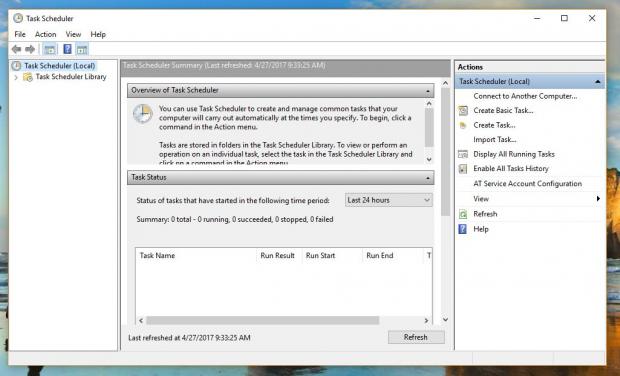 Task Scheduler
File Action View Help
Task Scheduler (Local)
Task Scheduler Library
Task Scheduler Summary (Last refreshed: 4/27/2017 9:33:25 AM)
Overview of Task Scheduler
You can use Task Scheduler to create and manage common tasks that your
computer will carry out automatically at the times you specify. To begin, click a
command in the Action menu.
Tasks are stored in folders in the Task Scheduler Library. To view or perform an
operation on an individual task, select the task in the Task Scheduler Library and
click on a command in the Action menu.
Task Status
Status of tasks that have started in the following time period: Last 24 hours
Summary: 0 total - 0 running, 0 succeeded, 0 stopped, 0 failed
Task Name Run Result Run Start Run End T
Last refreshed at 4/27/2017 9:33:25 AM Refresh
Actions
Task Scheduler (Local)
Connect to Another Computer...
Create Basic Task...
Create Task...
Import Task...
Display All Running Tasks
Enable All Tasks History
AT Service Account Configuration
View
Refresh
Help